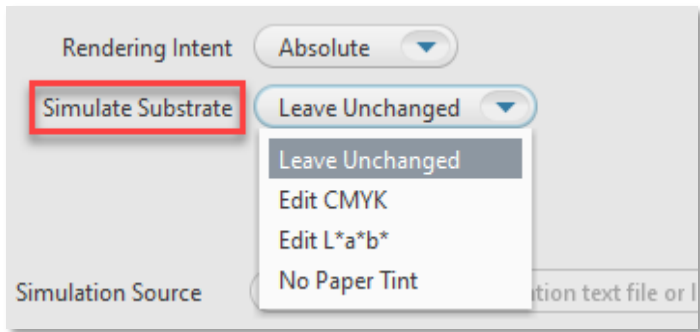 Rendering Intent Absolute
Simulate Substrate Leave Unchanged
Leave Unchanged
Edit CMYK
Edit L*a*b*
No Paper Tint
Simulation Source text file or